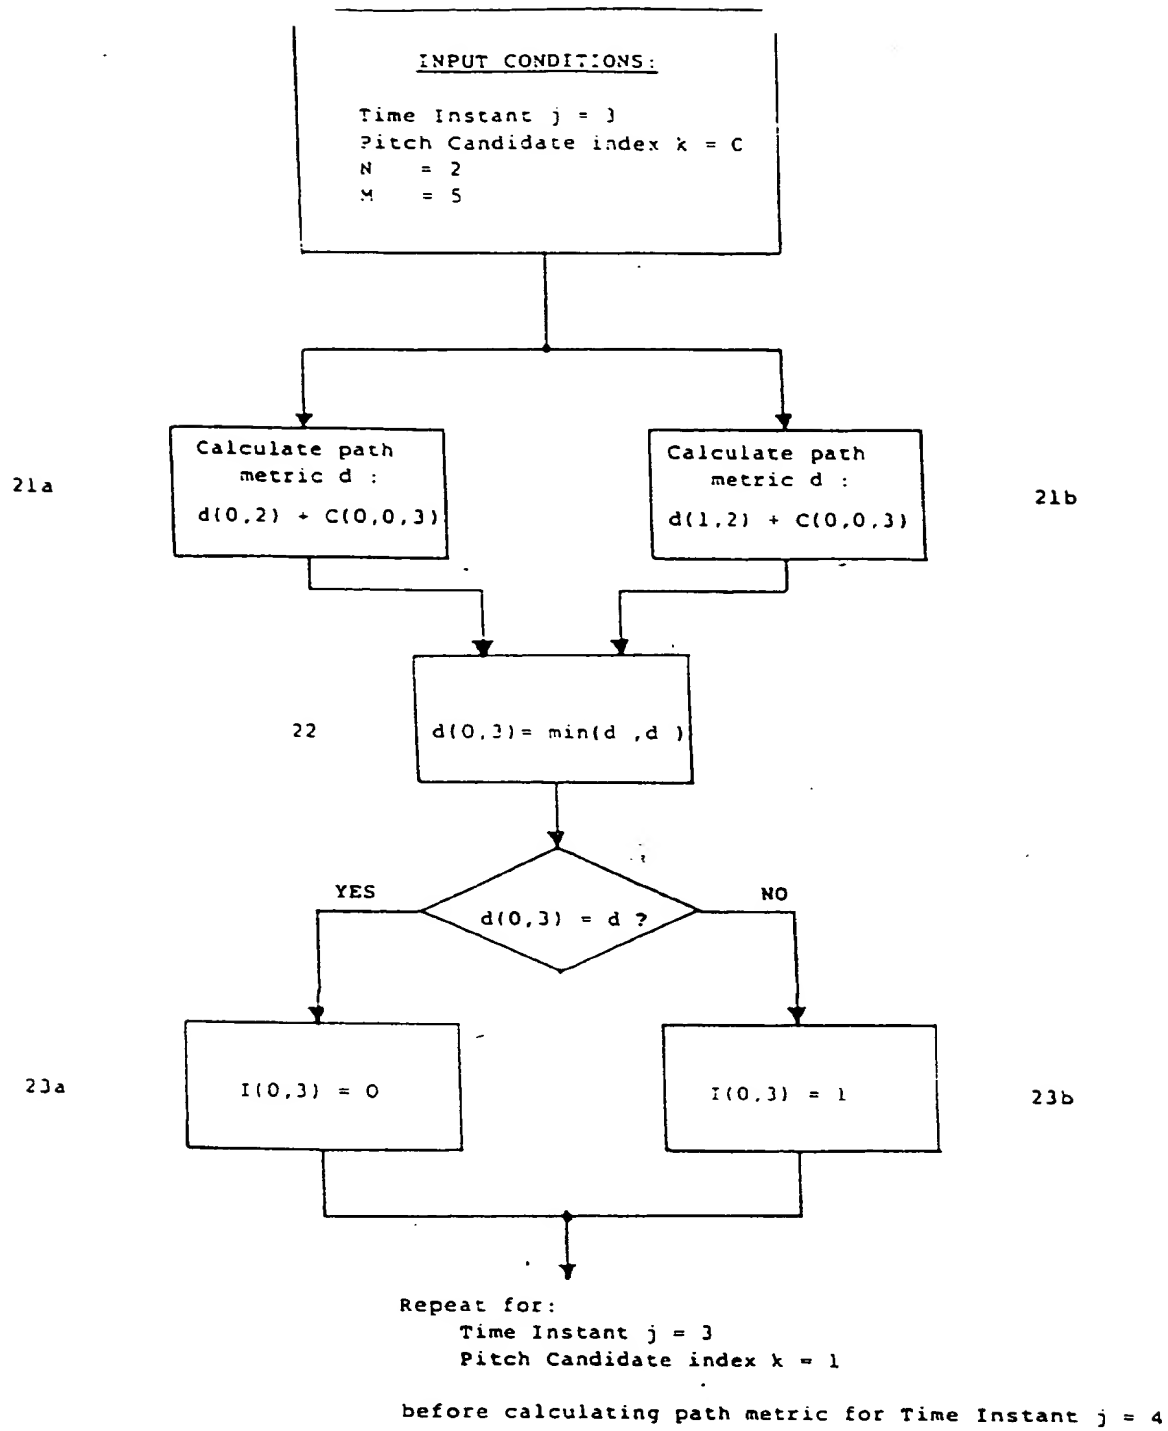 INPUT CONDITIONS:
Time Instant j = 3
Pitch Candidate index k = 0
N = 2
M = 5
Calculate path
metric d :
d(0,2) + C(0,0,3)
21a
Calculate path
metric d :
d(1,2) + C(0,0,3)
21b
22
d(0,3)= min(d ,d )
YES
NO
d(0,3) = d ?
23a
I(0,3) = 0
I(0,3) = 1
23b
Repeat for:
Time Instant j = 3
Pitch Candidate index k = 1
before calculating path metric for Time Instant j = 4